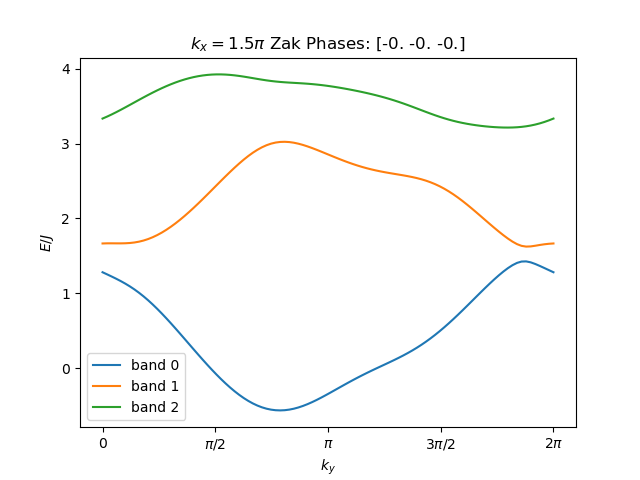 $k_x = 1.5\pi$ Zak Phases: [-0. -0. -0.]
4
3
2
1
0
E/J
band 0
band 1
band 2
0
π/2
π
3π/2
2π
$k_y$